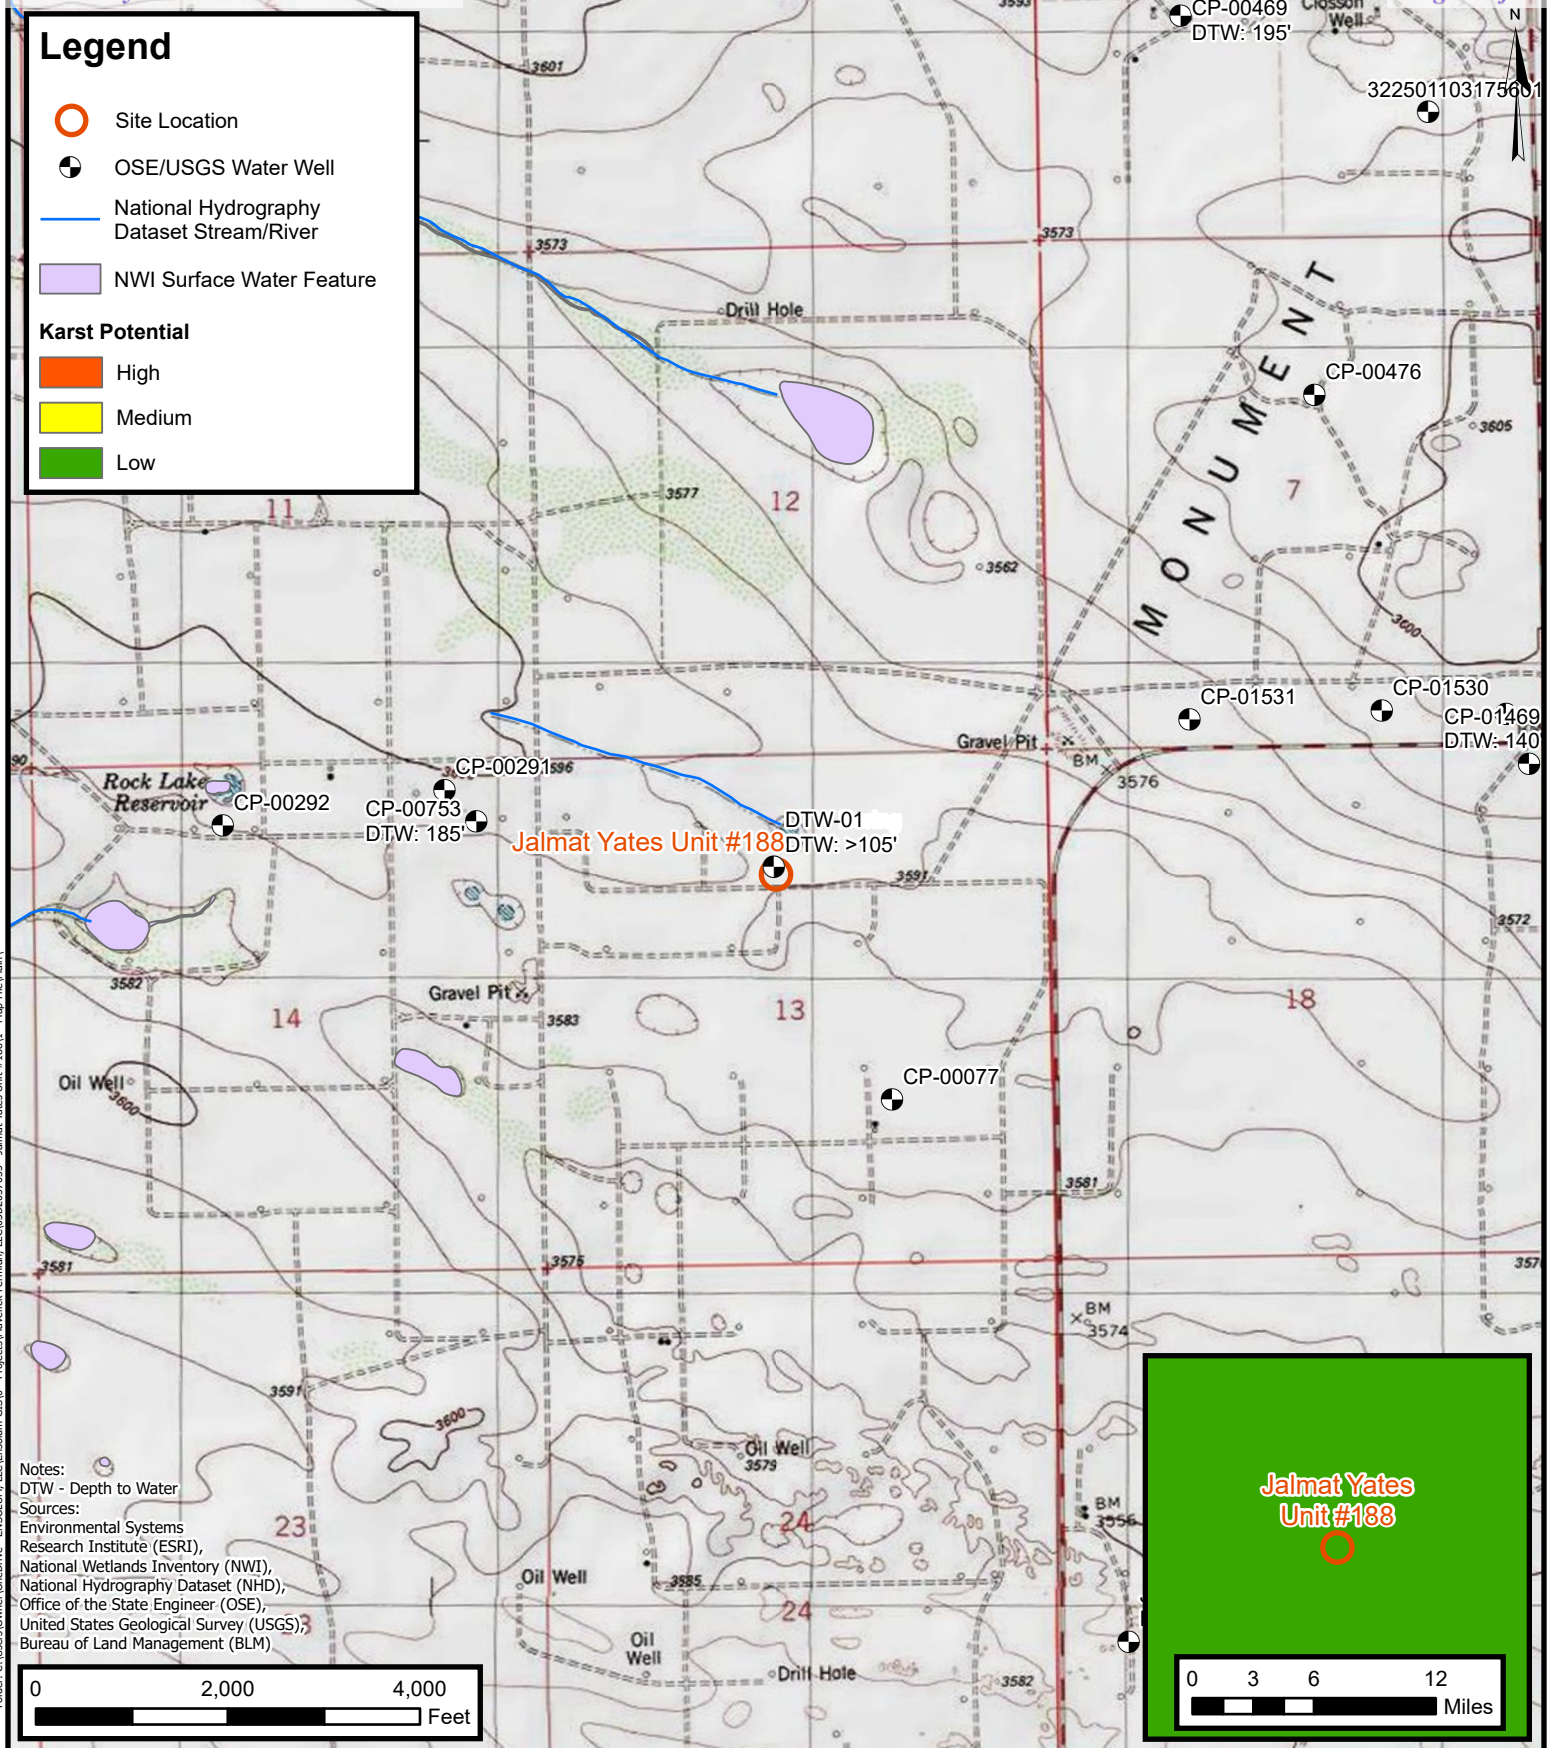 Legend
Site Location
OSE/USGS Water Well
National Hydrography
Dataset Stream/River
NWI Surface Water Feature
Karst Potential
High
Medium
Low
3593
CP-00469
DTW: 195'
Closson
Well
N
3601
322501103175601
3573
3573
Drill Hole
MONUMENT
CP-00476
3605
3577
11
12
7
3562
3600
CP-01531
CP-01530
CP-01469
DTW: 140'
Gravel Pit
BM
3576
Rock Lake
Reservoir
CP-00291
CP-00292
CP-00753
DTW: 185'
DTW-01
DTW: >105'
Jalmat Yates Unit #188
3591
3572
3582
Gravel Pit
14
3583
13
18
Oil Well
3600
CP-00077
3581
3581
3575
BM
3574
3591
3600
Oil Well
3579
BM
3556
23
24
Oil Well
3585
24
Oil
Well
Drill Hole
3582
Notes:
DTW - Depth to Water
Sources:
Environmental Systems
Research Institute (ESRI),
National Wetlands Inventory (NWI),
National Hydrography Dataset (NHD),
Office of the State Engineer (OSE),
United States Geological Survey (USGS),
Bureau of Land Management (BLM)
0 2,000 4,000
Feet
Jalmat Yates
Unit #188
0 3 6 12
Miles